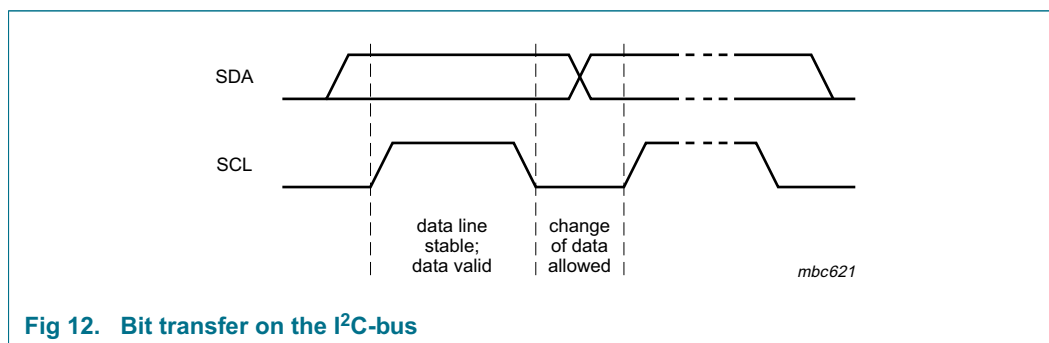 SDA
SCL
data line
stable;
data valid
change
of data
allowed
mbc621
Fig 12. Bit transfer on the I²C-bus